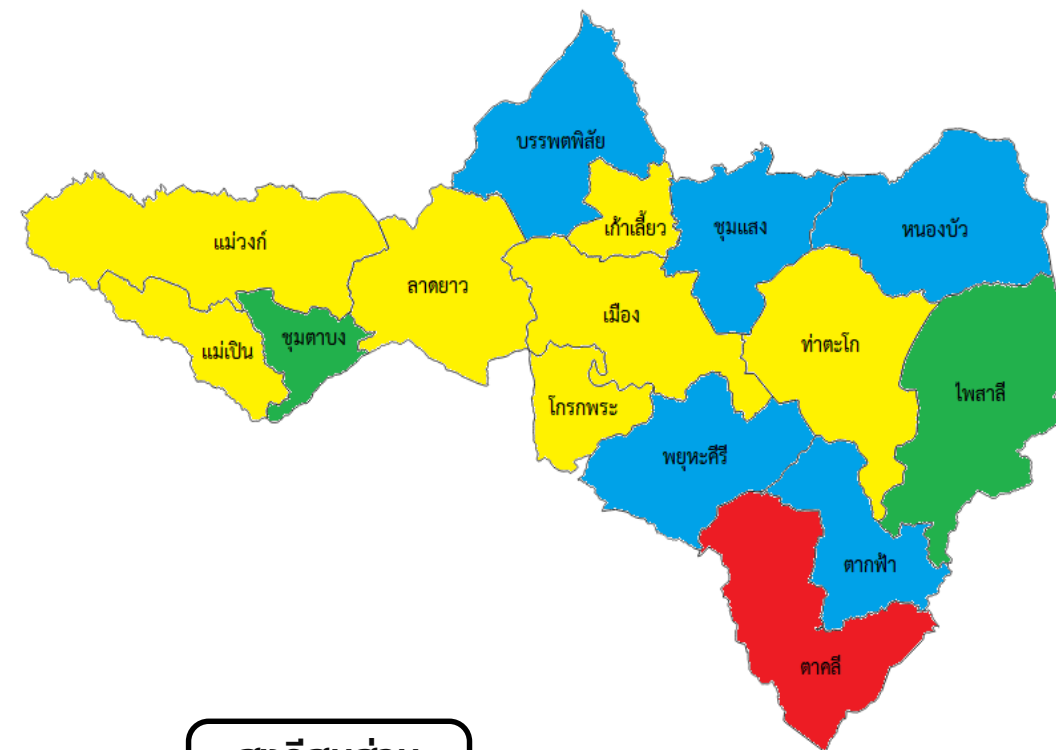 บรรพตพิสัย
เก้าเลี้ยว
ชุมแสง
หนองบัว
แม่วงก์
ลาดยาว
เมือง
ชุมตาบง
แม่เปิน
ท่าตะโก
ไพสาลี
โกรกพระ
พยุหะคีรี
ตากฟ้า
ตาคลี